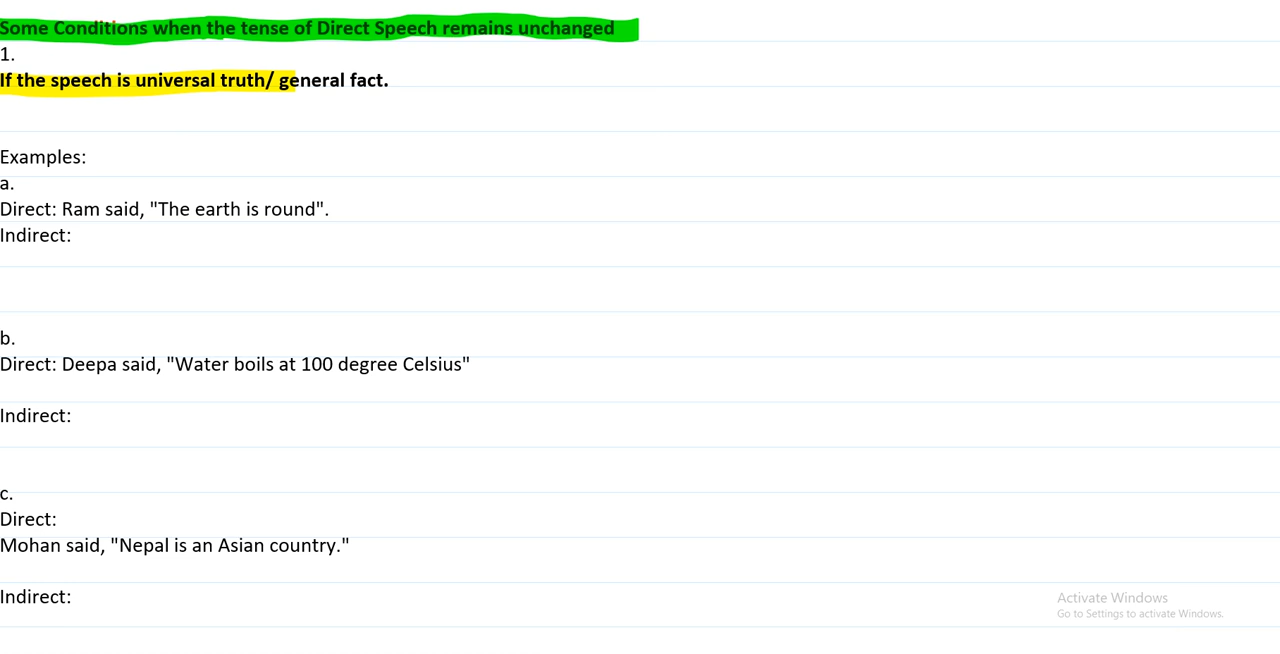 Some Conditions when the tense of Direct Speech remains unchanged
1.
If the speech is universal truth/ general fact.
Examples:
a.
Direct: Ram said, "The earth is round".
Indirect:
b.
Direct: Deepa said, "Water boils at 100 degree Celsius"
Indirect:
c.
Direct:
Mohan said, "Nepal is an Asian country."
Indirect:
Activate Windows
Go to Settings to activate Windows.